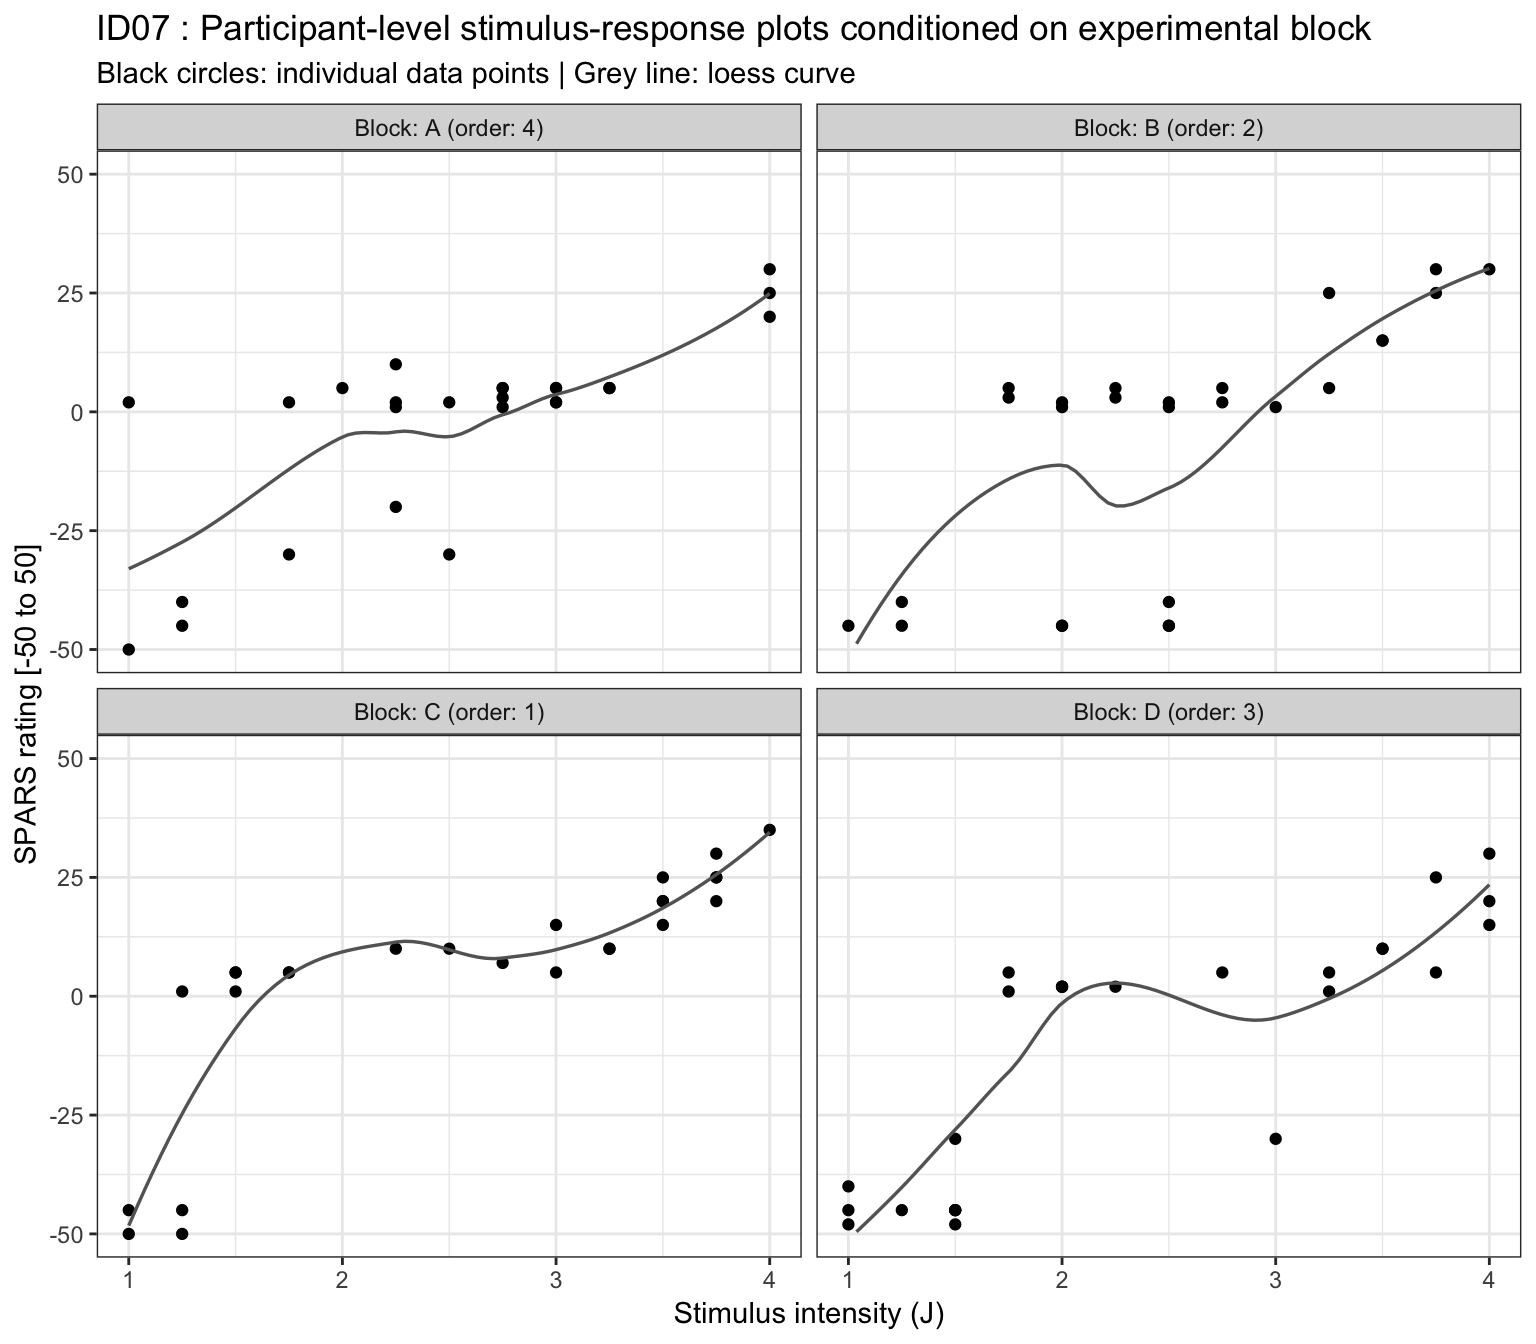 ID07 : Participant-level stimulus-response plots conditioned on experimental block
Black circles: individual data points | Grey line: loess curve
Block: A (order: 4)
Block: B (order: 2)
50
25
0
-25
-50
Block: C (order: 1)
Block: D (order: 3)
50
25
0
-25
-50
SPARS rating [-50 to 50]
1 2 3 4
1 2 3 4
Stimulus intensity (J)